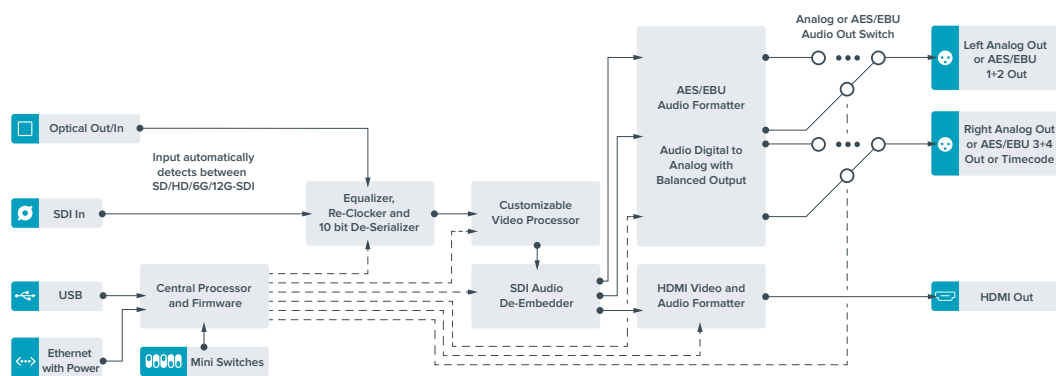 Analog or AES/EBU
Audio Out Switch
Left Analog Out
or AES/EBU
1+2 Out
AES/EBU
Audio Formatter
Optical Out/In
Right Analog Out
or AES/EBU 3+4
Out or Timecode
Input automatically
detects between
SD/HD/6G/12G-SDI
Audio Digital to
Analog with
Balanced Output
SDI In
Equalizer,
Re-Clocker and
10 bit De-Serializer
Customizable
Video Processor
USB
Central Processor
and Firmware
SDI Audio
De-Embedder
HDMI Video and
Audio Formatter
HDMI Out
Ethernet
with Power
Mini Switches